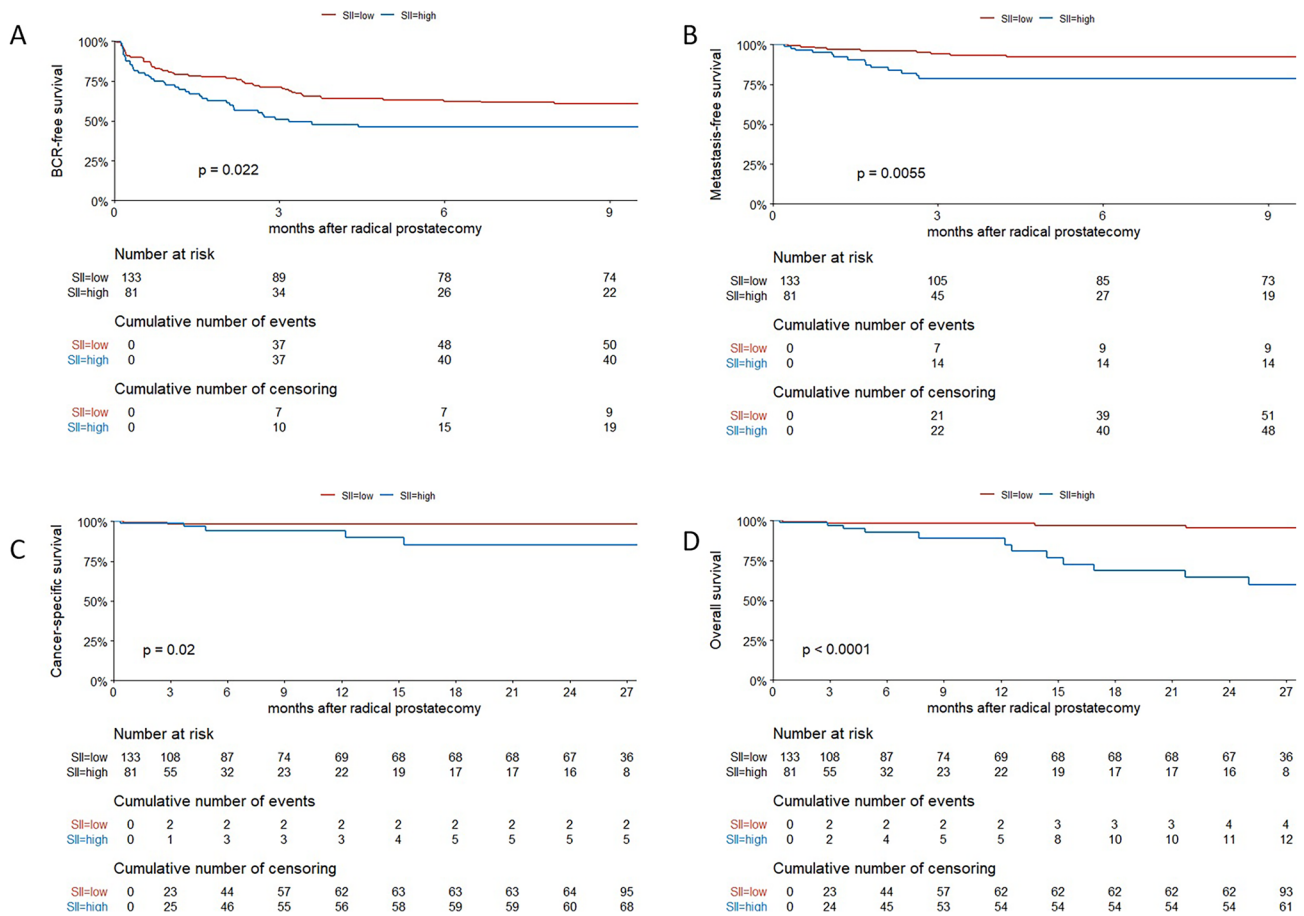 A
SII=low SII=high
BCR-free survival
100%
75%
50%
25%
0%
p = 0.022
0 3 6 9
months after radical prostatecomy
Number at risk
SII=low 133 89 78 74
SII=high 81 34 26 22
Cumulative number of events
SII=low 0 37 48 50
SII=high 0 37 40 40
Cumulative number of censoring
SII=low 0 7 7 9
SII=high 0 10 15 19
B
SII=low SII=high
Metastasis-free survival
100%
75%
50%
25%
0%
p = 0.0055
0 3 6 9
months after radical prostatecomy
Number at risk
SII=low 133 105 85 73
SII=high 81 45 27 19
Cumulative number of events
SII=low 0 7 9 9
SII=high 0 14 14 14
Cumulative number of censoring
SII=low 0 21 39 51
SII=high 0 22 40 48
C
SII=low SII=high
Cancer-specific survival
100%
75%
50%
25%
0%
p = 0.02
0 3 6 9 12 15 18 21 24 27
months after radical prostatecomy
Number at risk
SII=low 133 108 87 74 69 68 68 68 67 36
SII=high 81 55 32 23 22 19 17 17 16 8
Cumulative number of events
SII=low 0 2 2 2 2 2 2 2 2 2
SII=high 0 1 3 3 3 4 5 5 5 5
Cumulative number of censoring
SII=low 0 23 44 57 62 63 63 63 64 95
SII=high 0 25 46 55 56 58 59 59 60 68
D
SII=low SII=high
Overall survival
100%
75%
50%
25%
0%
p < 0.0001
0 3 6 9 12 15 18 21 24 27
months after radical prostatecomy
Number at risk
SII=low 133 108 87 74 69 68 68 68 67 36
SII=high 81 55 32 23 22 19 17 17 16 8
Cumulative number of events
SII=low 0 2 2 2 2 3 3 3 4 4
SII=high 0 2 4 5 5 8 10 10 11 12
Cumulative number of censoring
SII=low 0 23 44 57 62 62 62 62 62 93
SII=high 0 24 45 53 54 54 54 54 54 61